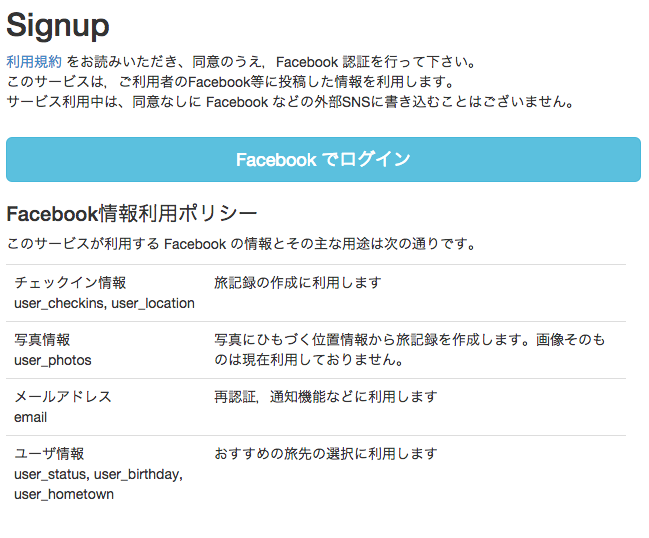 Signup
利用規約 をお読みいただき、同意のうえ，Facebook 認証を行って下さい。
このサービスは，ご利用者のFacebook等に投稿した情報を利用します。
サービス利用中は、同意なしに Facebook などの外部SNSに書き込むことはございません。
Facebook でログイン
Facebook情報利用ポリシー
このサービスが利用する Facebook の情報とその主な用途は次の通りです。
チェックイン情報 旅記録の作成に利用します
user_checkins, user_location
写真情報 写真にひもづく位置情報から旅記録を作成します。画像そのも
user_photos のは現在利用しておりません。
メールアドレス 再認証，通知機能などに利用します
email
ユーザ情報 おすすめの旅先の選択に利用します
user_status, user_birthday,
user_hometown